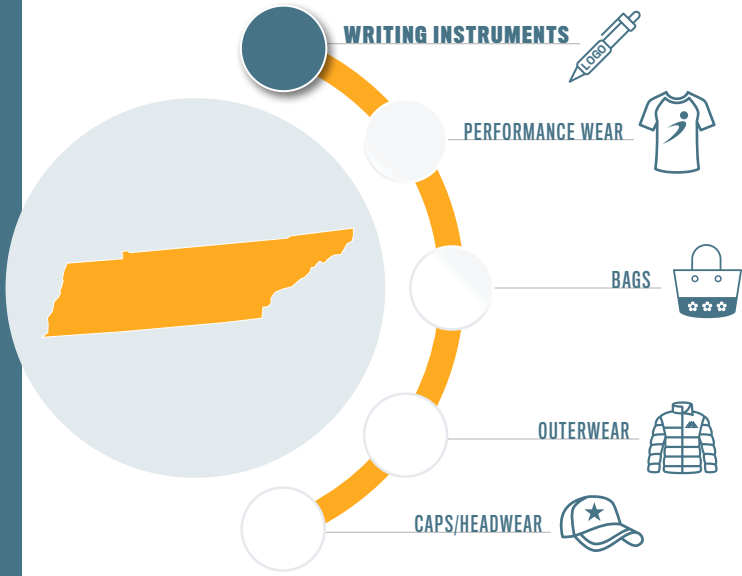 WRITING INSTRUMENTS
LOGO
PERFORMANCE WEAR
BAGS
OUTERWEAR
CAPS/HEADWEAR